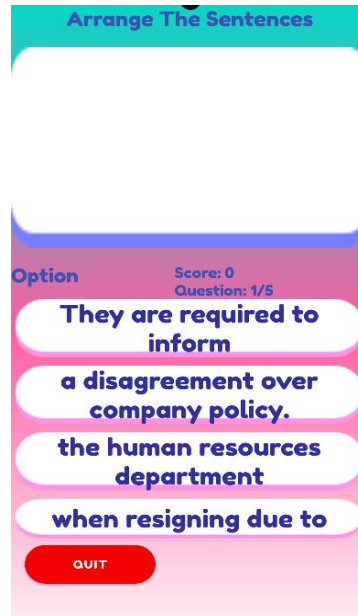 Arrange The Sentences
Option
Score: 0
Question: 1/5
They are required to
inform
a disagreement over
company policy.
the human resources
department
when resigning due to
QUIT